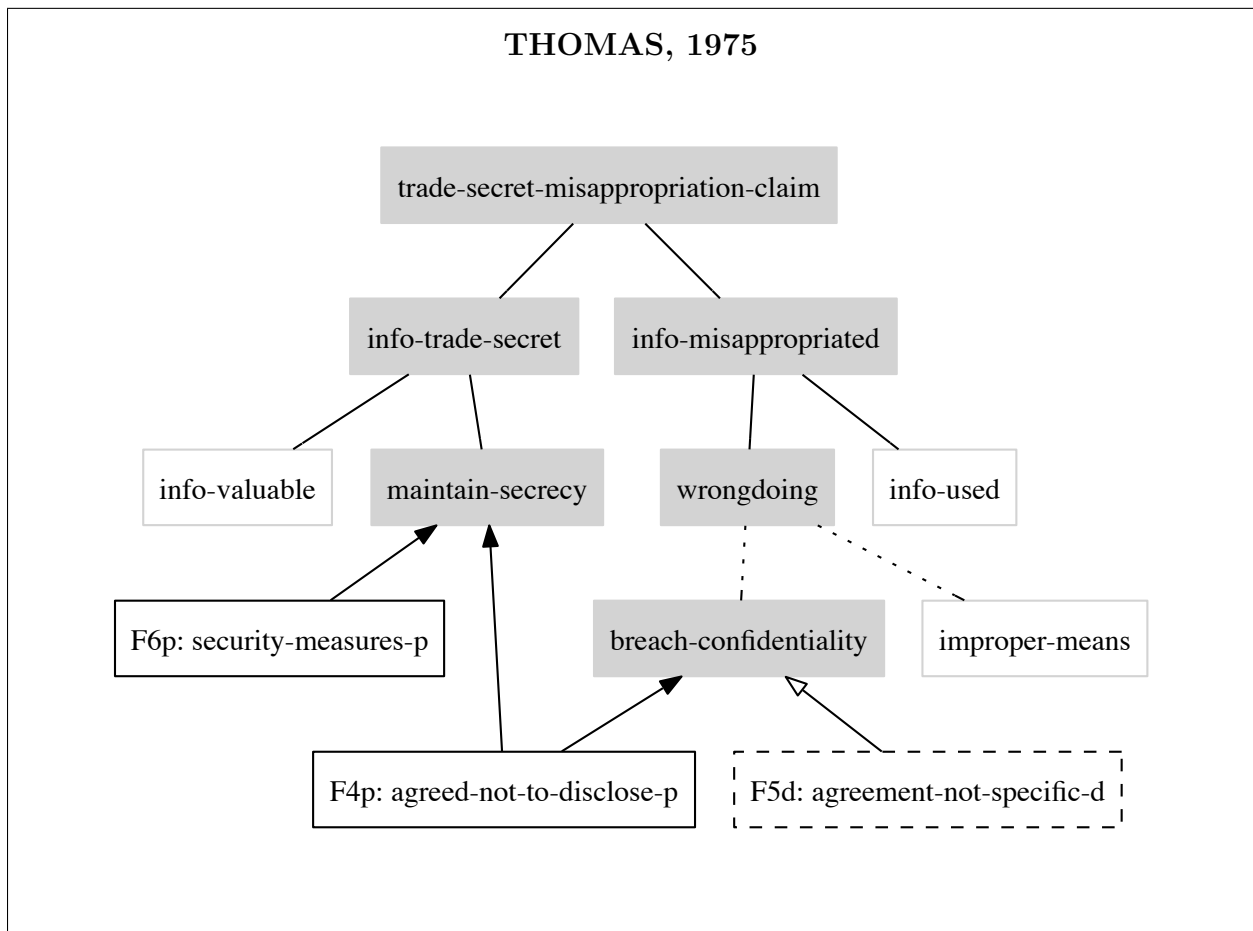 THOMAS, 1975
trade-secret-misappropriation-claim
info-trade-secret
info-misappropriated
info-valuable
maintain-secrecy
wrongdoing
info-used
F6p: security-measures-p
breach-confidentiality
improper-means
F4p: agreed-not-to-disclose-p
F5d: agreement-not-specific-d